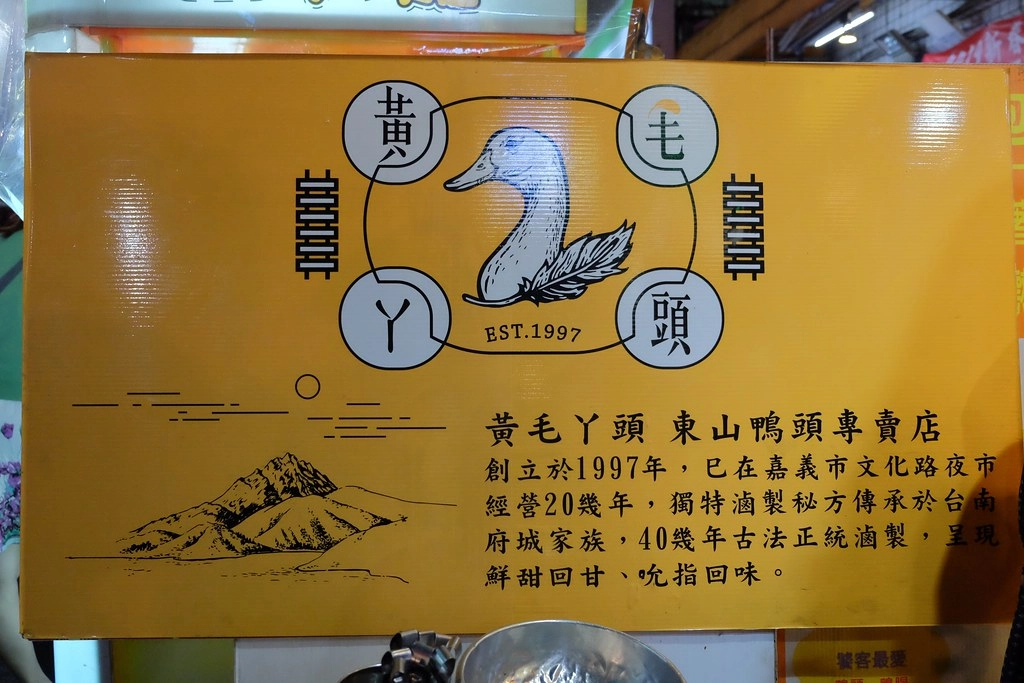 黃
毛
丫
頭
EST.1997
黃毛丫頭 東山鴨頭專賣店
創立於1997年，已在嘉義市文化路夜市
經營20幾年，獨特滷製秘方傳承於台南
府城家族，40幾年古法正統滷製，呈現
鮮甜回甘、吮指回味。
饕客最愛